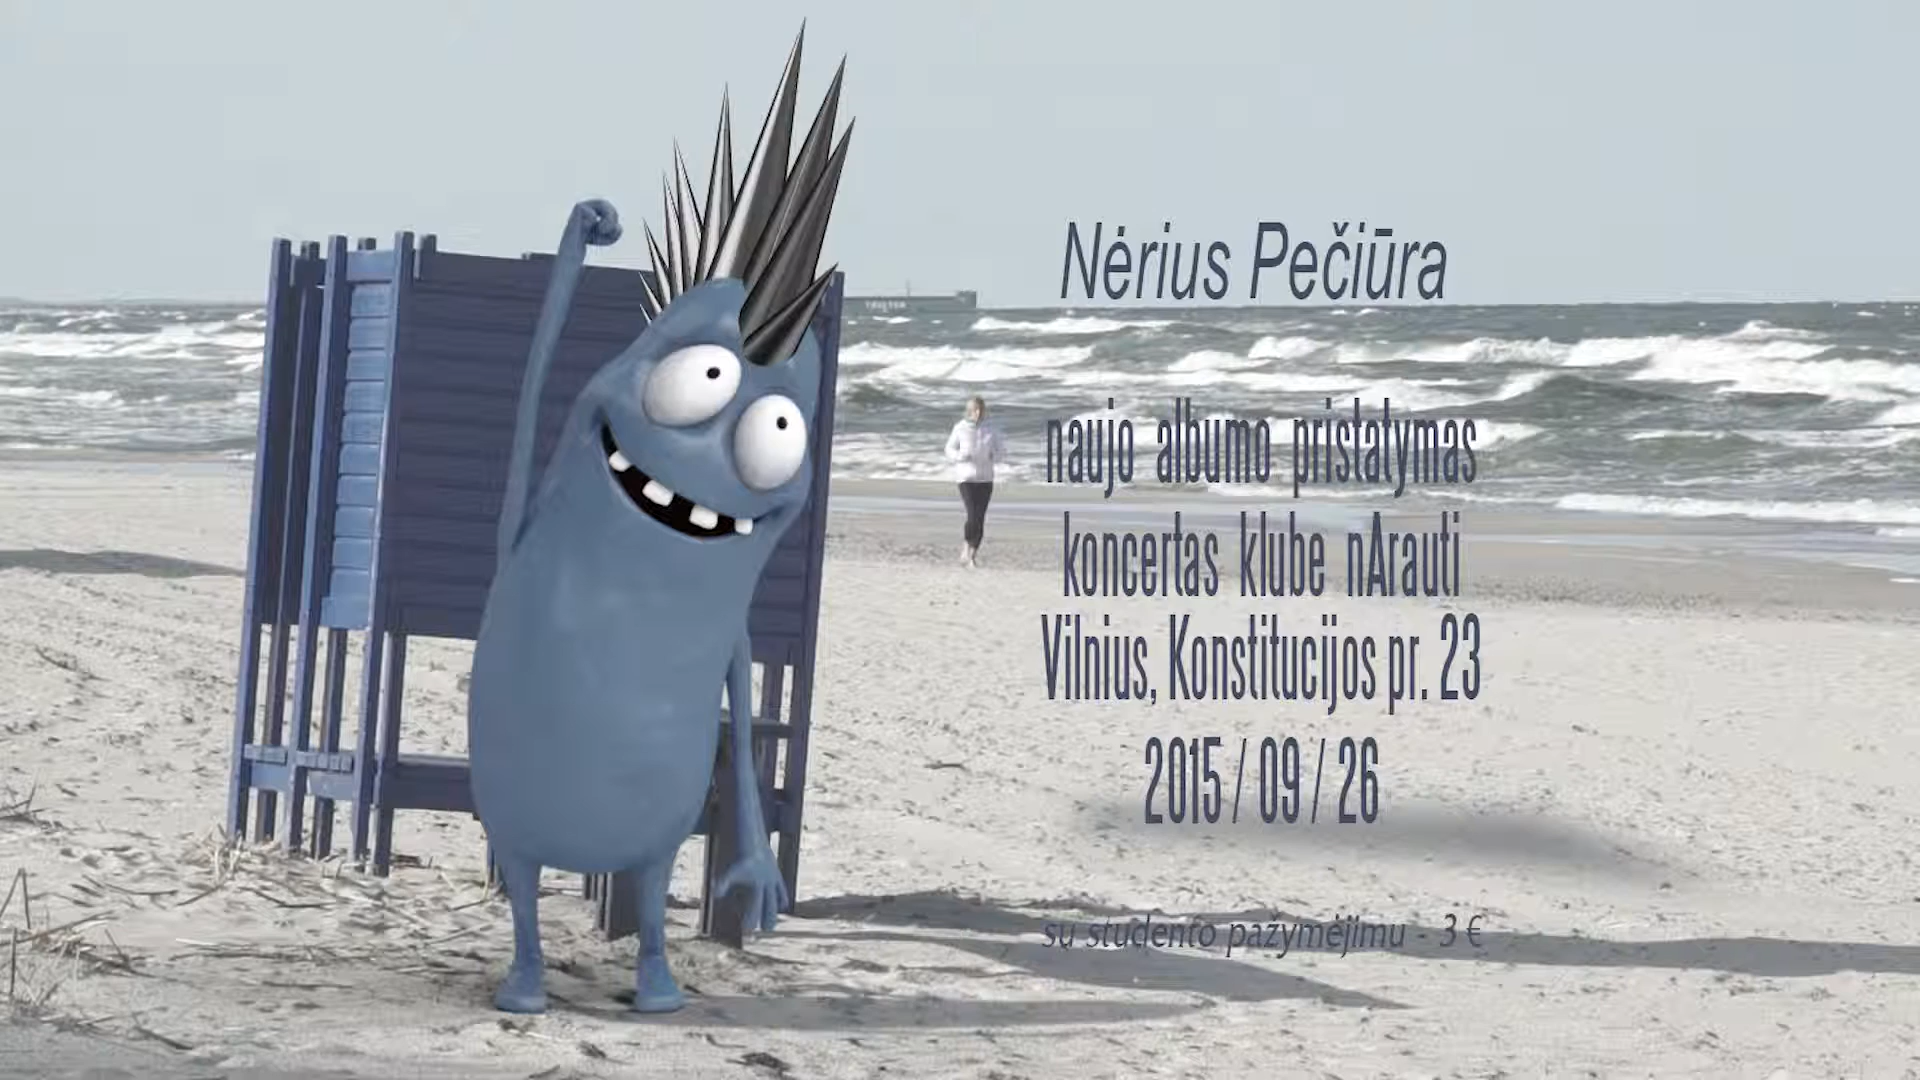 Nėrius Pečiūra
naujo albumo pristatymas
koncertas klube nArauti
Vilnius, Konstitucijos pr. 23
2015 / 09 / 26
su studento pažymėjimu - 3 €